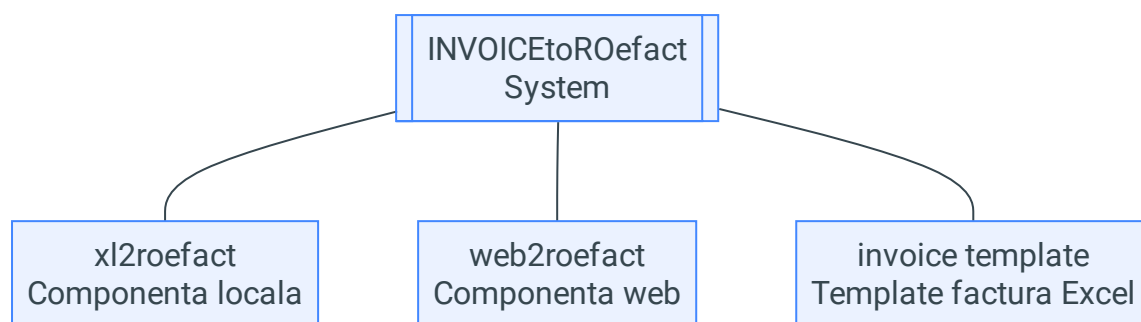 INVOICEtoROefact
System
xl2roefact
Componenta locala
web2roefact
Componenta web
invoice template
Template factura Excel